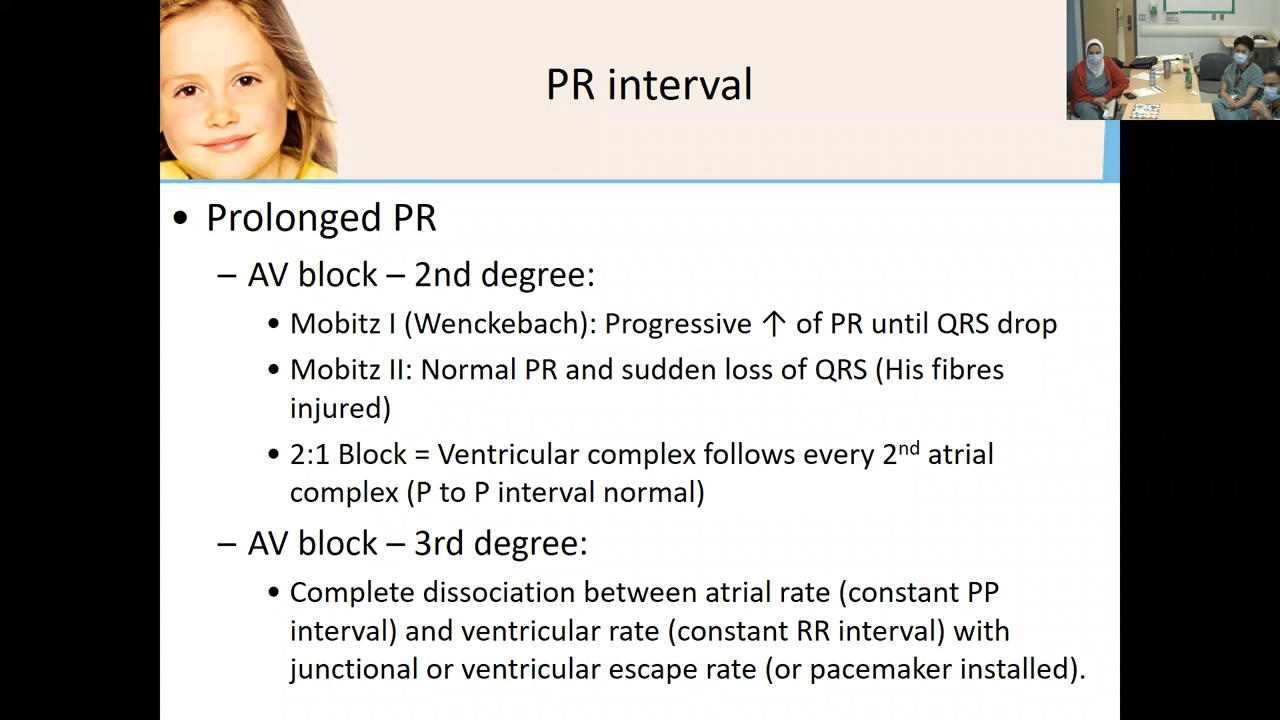 PR interval
• Prolonged PR
– AV block – 2nd degree:
• Mobitz I (Wenckebach): Progressive ↑ of PR until QRS drop
• Mobitz II: Normal PR and sudden loss of QRS (His fibres
injured)
• 2:1 Block = Ventricular complex follows every 2nd atrial
complex (P to P interval normal)
– AV block – 3rd degree:
• Complete dissociation between atrial rate (constant PP
interval) and ventricular rate (constant RR interval) with
junctional or ventricular escape rate (or pacemaker installed).